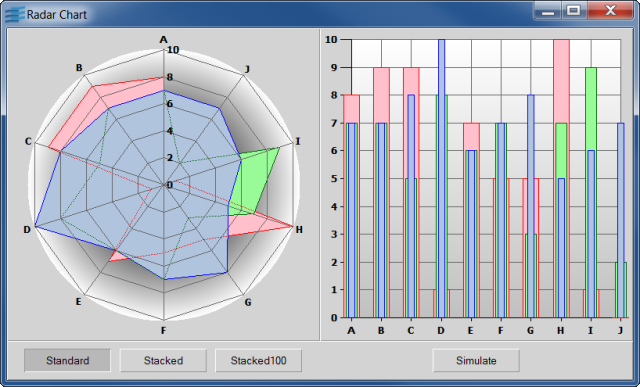 Radar Chart
A
B
C
D
E
F
G
H
I
J
10
8
6
4
2
0
10
9
8
7
6
5
4
3
2
1
0
A B C D E F G H I J
Standard Stacked Stacked100 Simulate